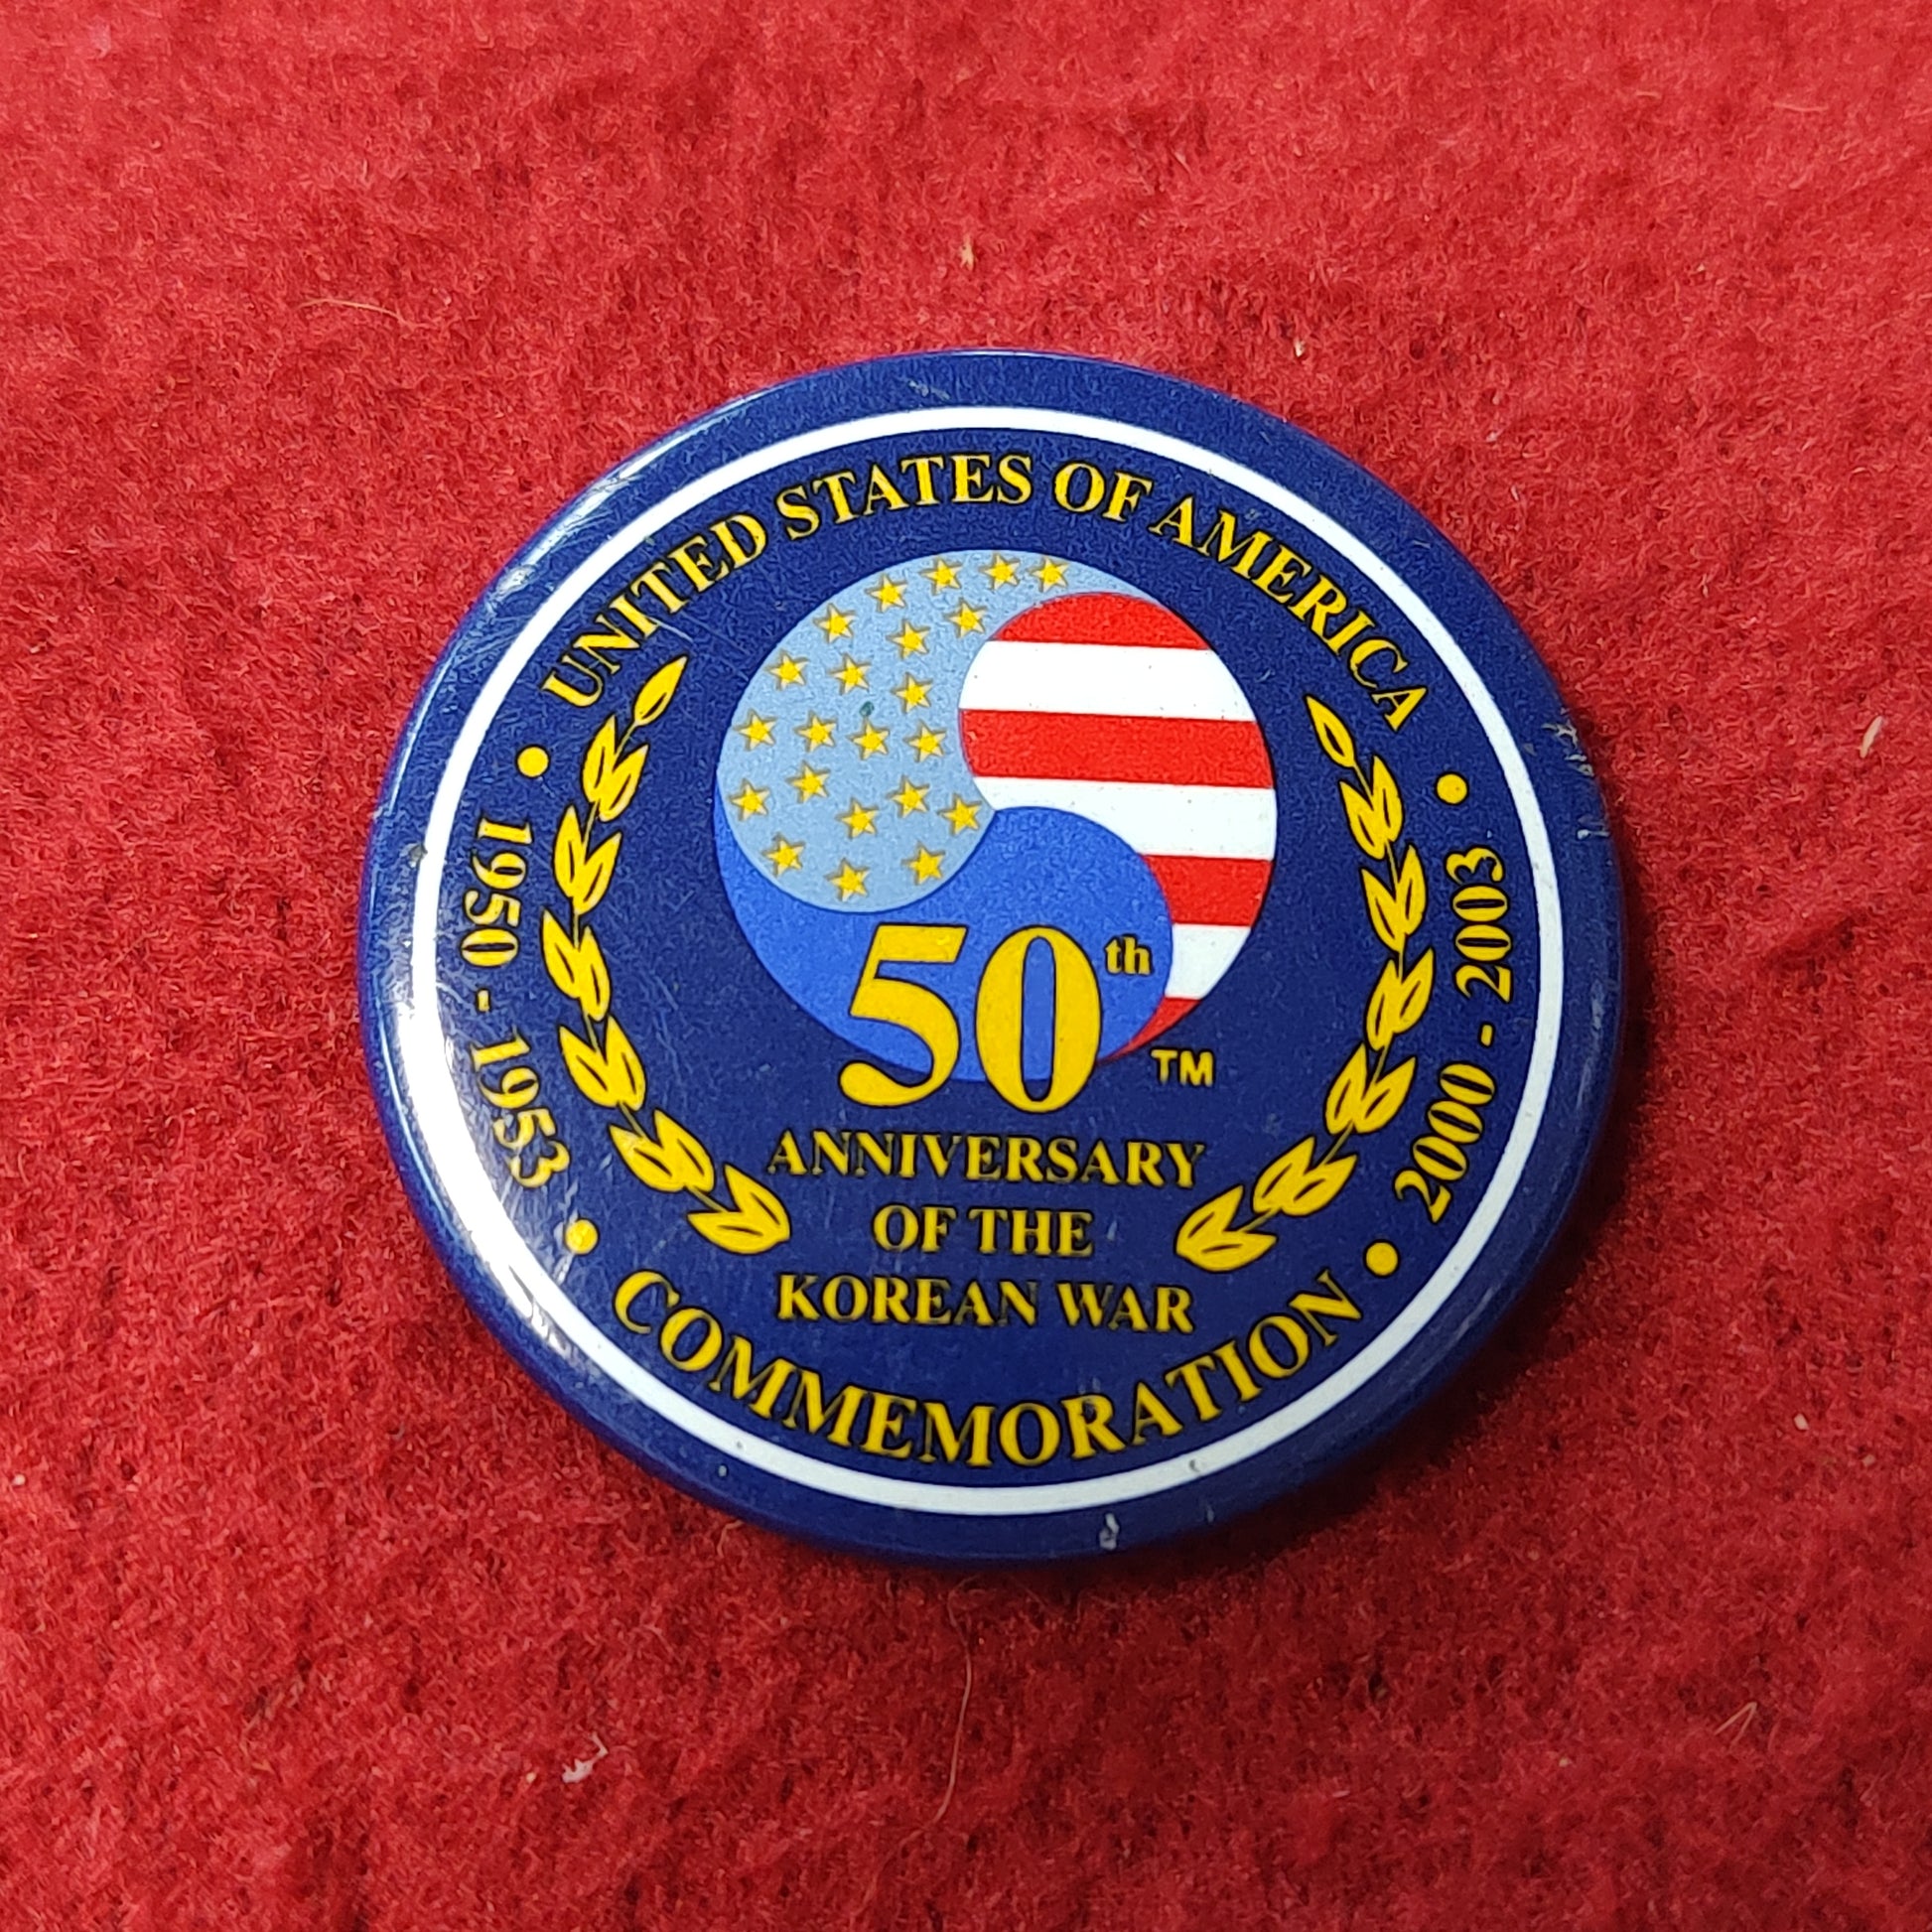 UNITED STATES OF AMERICA
1950 - 1953
2000 - 2003
50th
TM
ANNIVERSARY
OF THE
KOREAN WAR
COMMEMORATION